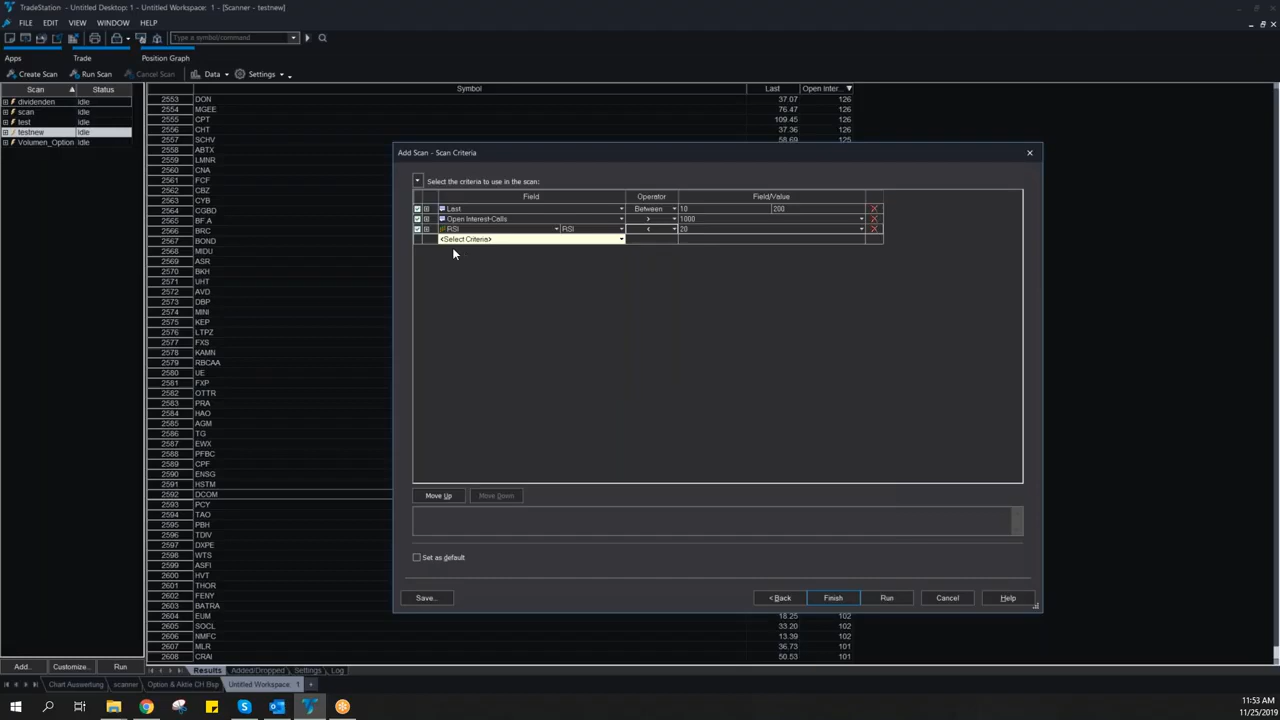 TradeStation - Untitled Desktop: 1 - Untitled Workspace: 1 - [Scanner - testnew]
FILE EDIT VIEW WINDOW HELP
Type a symbol/command
Apps Trade Position Graph
Create Scan Run Scan Cancel Scan Data Settings
Scan Status
dividenden Idle
scan Idle
test Idle
testnew Idle
Volumen_Option Idle
Symbol Last Open Inter...
2553 DON 37.07 126
2554 MGEE 76.47 126
2555 CPT 109.45 126
2556 CHT 37.36 126
2557 SCHV 58.69 126
2558 ABTX
2559 LMNR
2560 CNA
2561 FCF
2562 CBZ
2563 CYB
2564 CGBD
2565 BF.A
2566 BRC
2567 BOND
2568 MIDU
2569 ASR
2570 BKH
2571 UHT
2572 AVD
2573 DBP
2574 MINI
2575 KEP
2576 LTPZ
2577 FXS
2578 KAMN
2579 RBCAA
2580 UE
2581 FXP
2582 OTTR
2583 PRA
2584 HAO
2585 AGM
2586 TG
2587 EWX
2588 PFBC
2589 CPF
2590 ENSG
2591 HSTM
2592 DCOM
2593 PCY
2594 TAO
2595 PBH
2596 TDIV
2597 DXPE
2598 WTS
2599 ASFI
2600 HVT
2601 THOR
2602 FENY
2603 BATRA
2604 EUM 18.25 102
2605 SOCL 33.20 102
2606 NMFC 13.39 102
2607 MLR 36.73 101
2608 CRAI 50.53 101
Add Scan - Scan Criteria
Select the criteria to use in the scan:
Field Operator Field/Value
Last Between 10 200
Open Interest-Calls > 1000
RSI RSI < 20
<Select Criteria>
Move Up Move Down
Set as default
Save... < Back Finish Run Cancel Help
Add... Customize... Run
Results Added/Dropped Settings Log
Chart Auswertung scanner Option & Aktie CH Bsp Untitled Workspace: 1 +
11:53 AM
11/25/2019